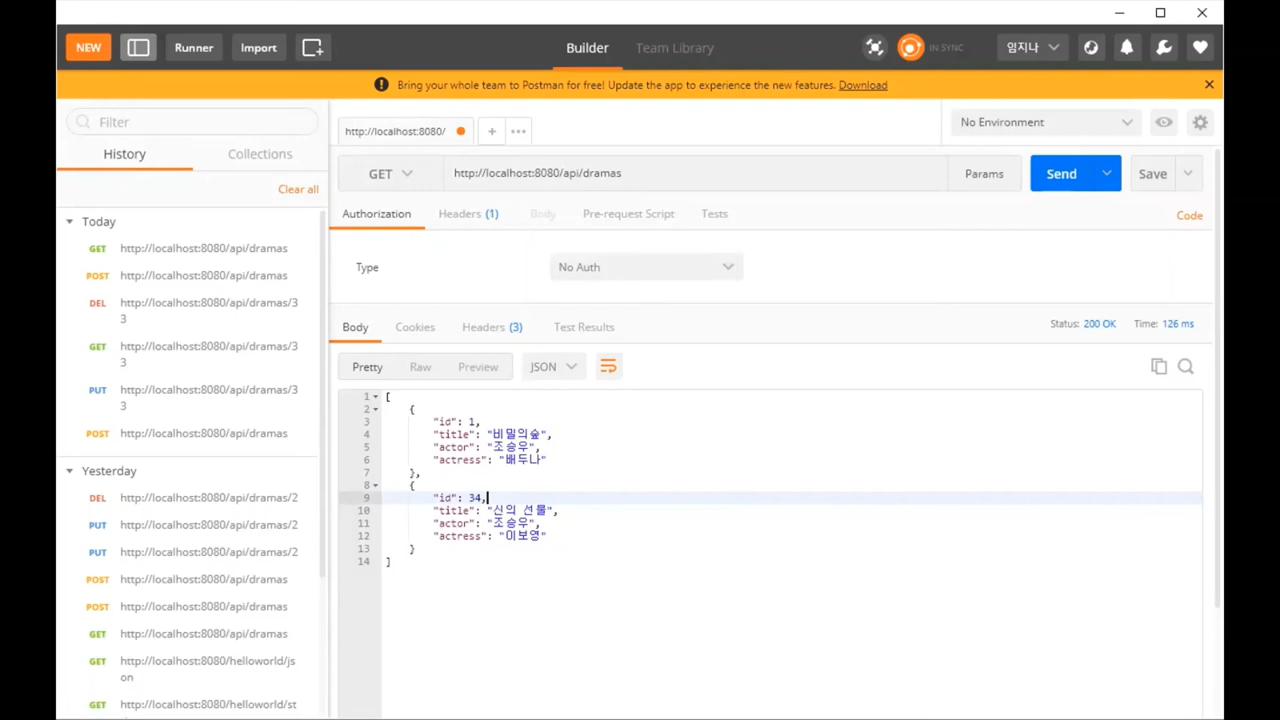 NEW
Runner
Import
Builder
Team Library
IN SYNC
임지나
Bring your whole team to Postman for free! Update the app to experience the new features. Download
Filter
History
Collections
Clear all
Today
GET http://localhost:8080/api/dramas
POST http://localhost:8080/api/dramas
DEL http://localhost:8080/api/dramas/3
3
GET http://localhost:8080/api/dramas/3
3
PUT http://localhost:8080/api/dramas/3
3
POST http://localhost:8080/api/dramas
Yesterday
DEL http://localhost:8080/api/dramas/2
PUT http://localhost:8080/api/dramas/2
PUT http://localhost:8080/api/dramas/2
POST http://localhost:8080/api/dramas
POST http://localhost:8080/api/dramas
GET http://localhost:8080/api/dramas
GET http://localhost:8080/helloworld/js
on
GET http://localhost:8080/helloworld/st
http://localhost:8080/
No Environment
GET http://localhost:8080/api/dramas
Params
Send
Save
Authorization
Headers (1)
Body
Pre-request Script
Tests
Code
Type
No Auth
Body
Cookies
Headers (3)
Test Results
Status: 200 OK
Time: 126 ms
Pretty
Raw
Preview
JSON
1 [
2 {
3 "id": 1,
4 "title": "비밀의숲",
5 "actor": "조승우",
6 "actress": "배두나"
7 },
8 {
9 "id": 34,
10 "title": "신의 선물",
11 "actor": "조승우",
12 "actress": "이보영"
13 }
14 ]